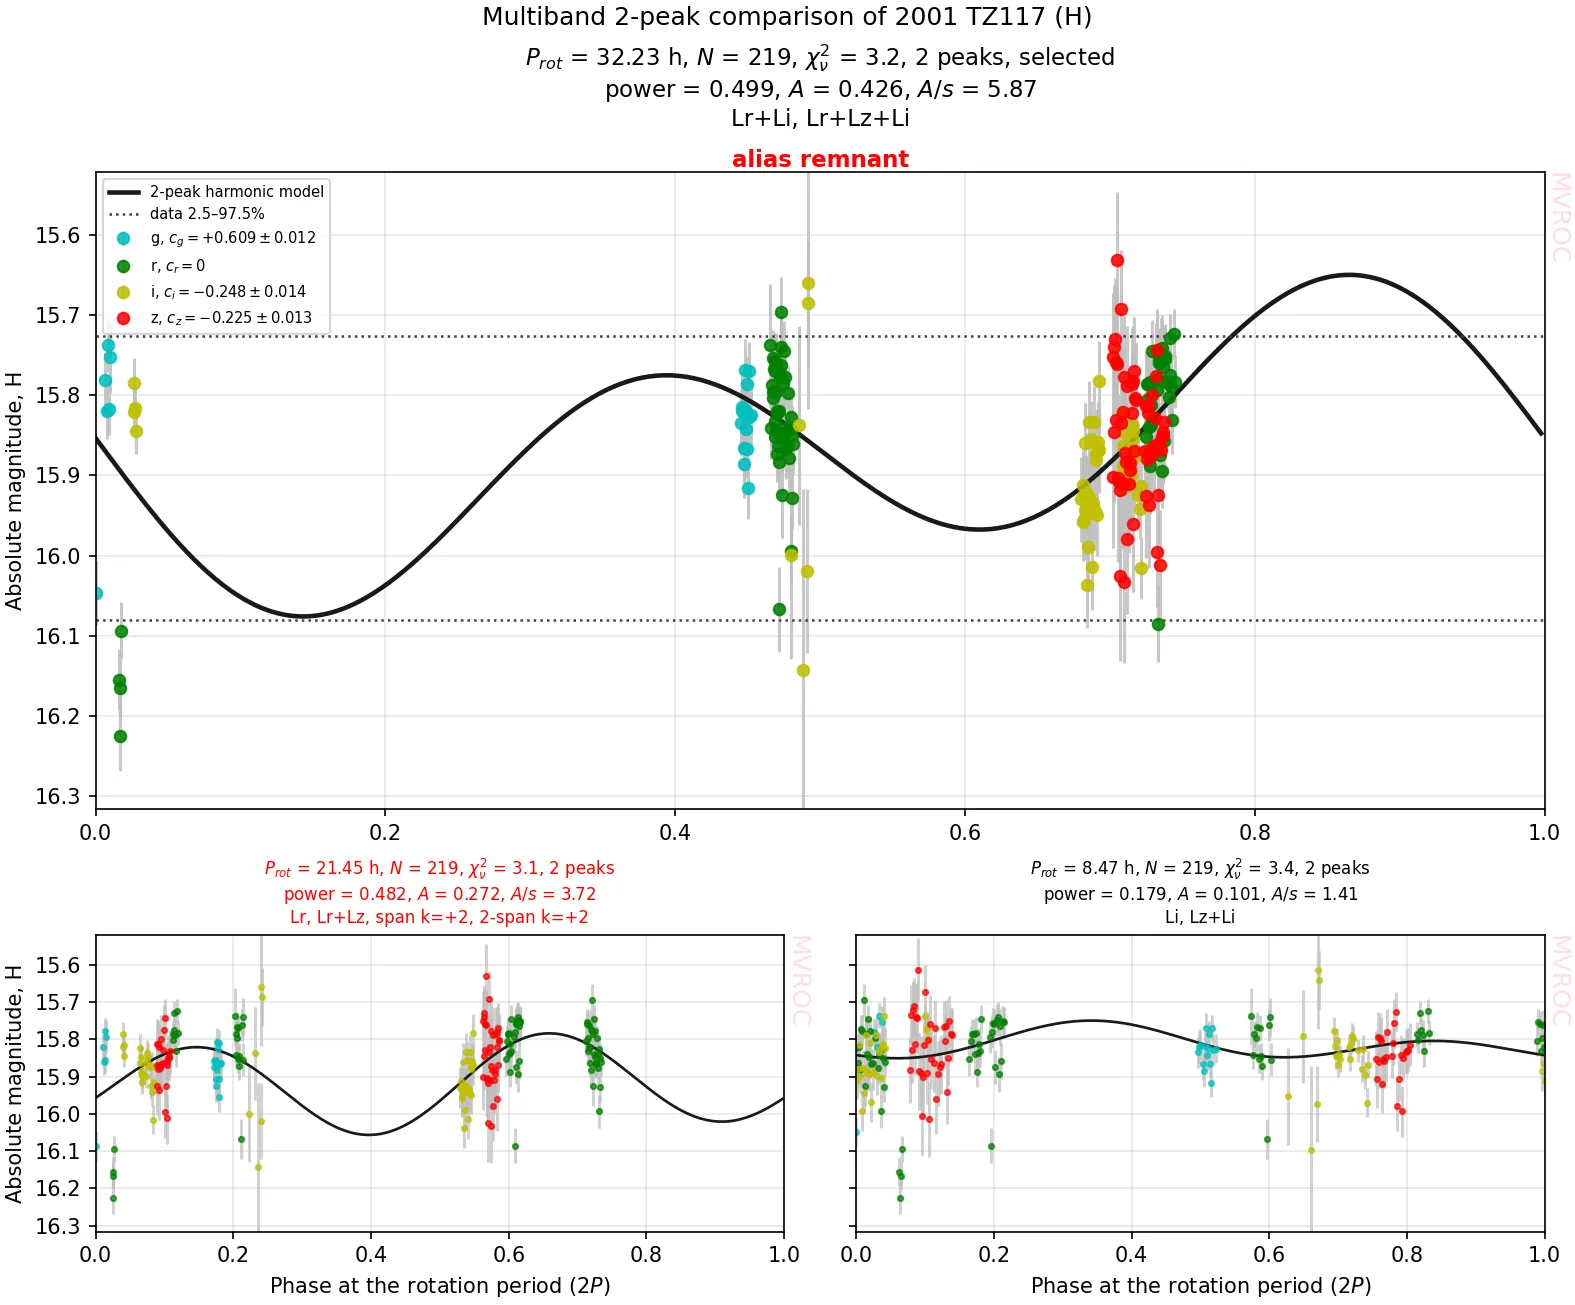 Multiband 2-peak comparison of 2001 TZ117 (H)
P_rot = 32.23 h, N = 219, χ²_ν = 3.2, 2 peaks, selected
power = 0.499, A = 0.426, A/s = 5.87
Lr+Li, Lr+Lz+Li
alias remnant
2-peak harmonic model
data 2.5–97.5%
g, c_g = +0.609 ± 0.012
r, c_r = 0
i, c_i = −0.248 ± 0.014
z, c_z = −0.225 ± 0.013
MVROC
Absolute magnitude, H
15.6
15.7
15.8
15.9
16.0
16.1
16.2
16.3
0.0 0.2 0.4 0.6 0.8 1.0
P_rot = 21.45 h, N = 219, χ²_ν = 3.1, 2 peaks
power = 0.482, A = 0.272, A/s = 3.72
Lr, Lr+Lz, span k=+2, 2-span k=+2
MVROC
Absolute magnitude, H
15.6
15.7
15.8
15.9
16.0
16.1
16.2
16.3
0.0 0.2 0.4 0.6 0.8 1.0
Phase at the rotation period (2P)
P_rot = 8.47 h, N = 219, χ²_ν = 3.4, 2 peaks
power = 0.179, A = 0.101, A/s = 1.41
Li, Lz+Li
MVROC
0.0 0.2 0.4 0.6 0.8 1.0
Phase at the rotation period (2P)